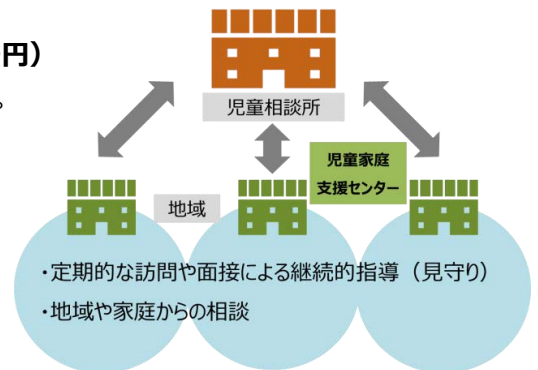 円）
。
児童相談所
児童家庭
支援センター
地域
・定期的な訪問や面接による継続的指導（見守り）
・地域や家庭からの相談